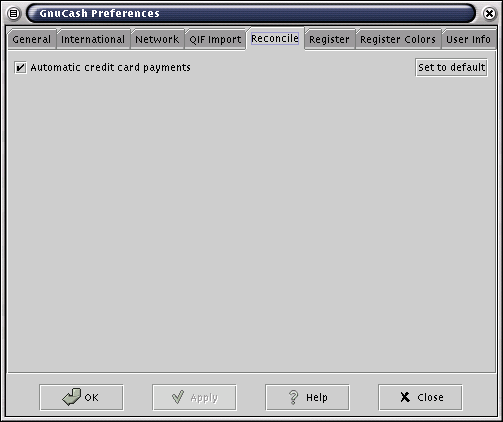 GnuCash Preferences
General International Network QIF Import Reconcile Register Register Colors User Info
Automatic credit card payments Set to default
OK Apply Help Close